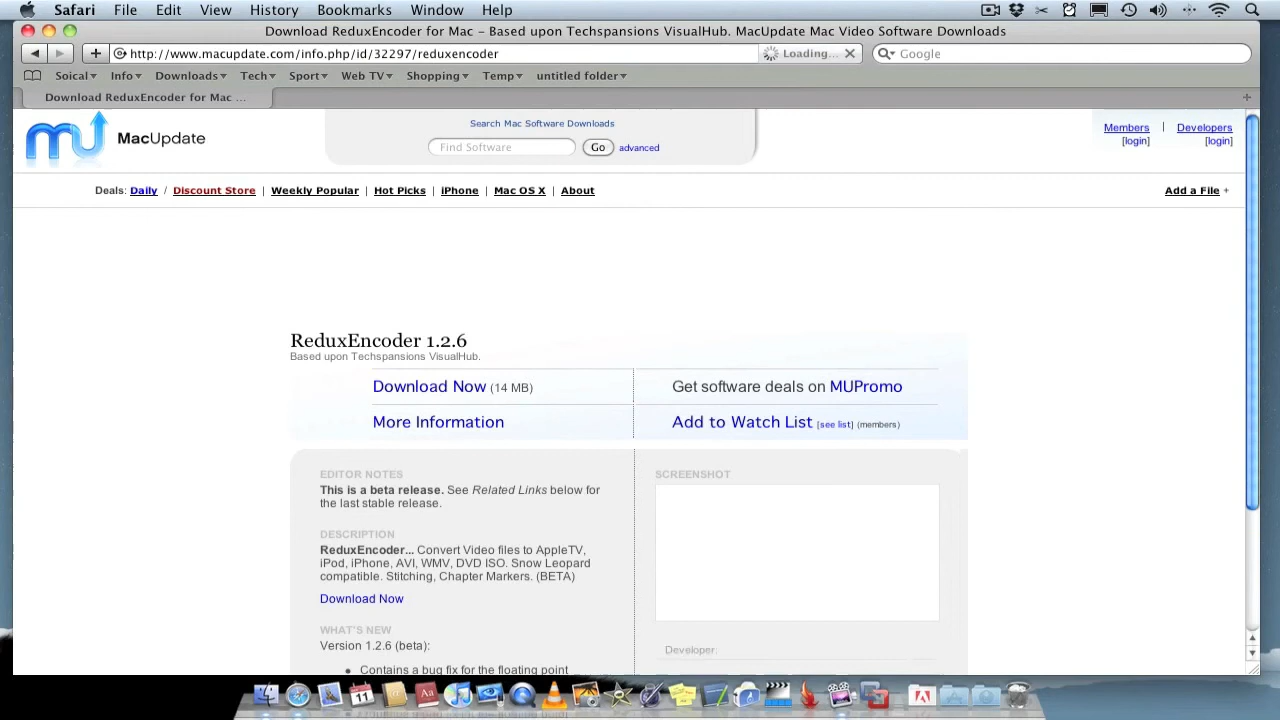 Safari File Edit View History Bookmarks Window Help
Download ReduxEncoder for Mac – Based upon Techspansions VisualHub. MacUpdate Mac Video Software Downloads
http://www.macupdate.com/info.php/id/32297/reduxencoder Loading... Google
Soical Info Downloads Tech Sport Web TV Shopping Temp untitled folder
Download ReduxEncoder for Mac ...
MacUpdate
Search Mac Software Downloads
Find Software Go advanced
Members | Developers
[login] [login]
Deals: Daily / Discount Store | Weekly Popular | Hot Picks | iPhone | Mac OS X | About Add a File +
ReduxEncoder 1.2.6
Based upon Techspansions VisualHub.
Download Now (14 MB) Get software deals on MUPromo
More Information Add to Watch List [see list] (members)
EDITOR NOTES
This is a beta release. See Related Links below for
the last stable release.
DESCRIPTION
ReduxEncoder... Convert Video files to AppleTV,
iPod, iPhone, AVI, WMV, DVD ISO. Snow Leopard
compatible. Stitching, Chapter Markers. (BETA)
Download Now
WHAT'S NEW
Version 1.2.6 (beta):
• Contains a bug fix for the floating point
SCREENSHOT
Developer:
11
Aa